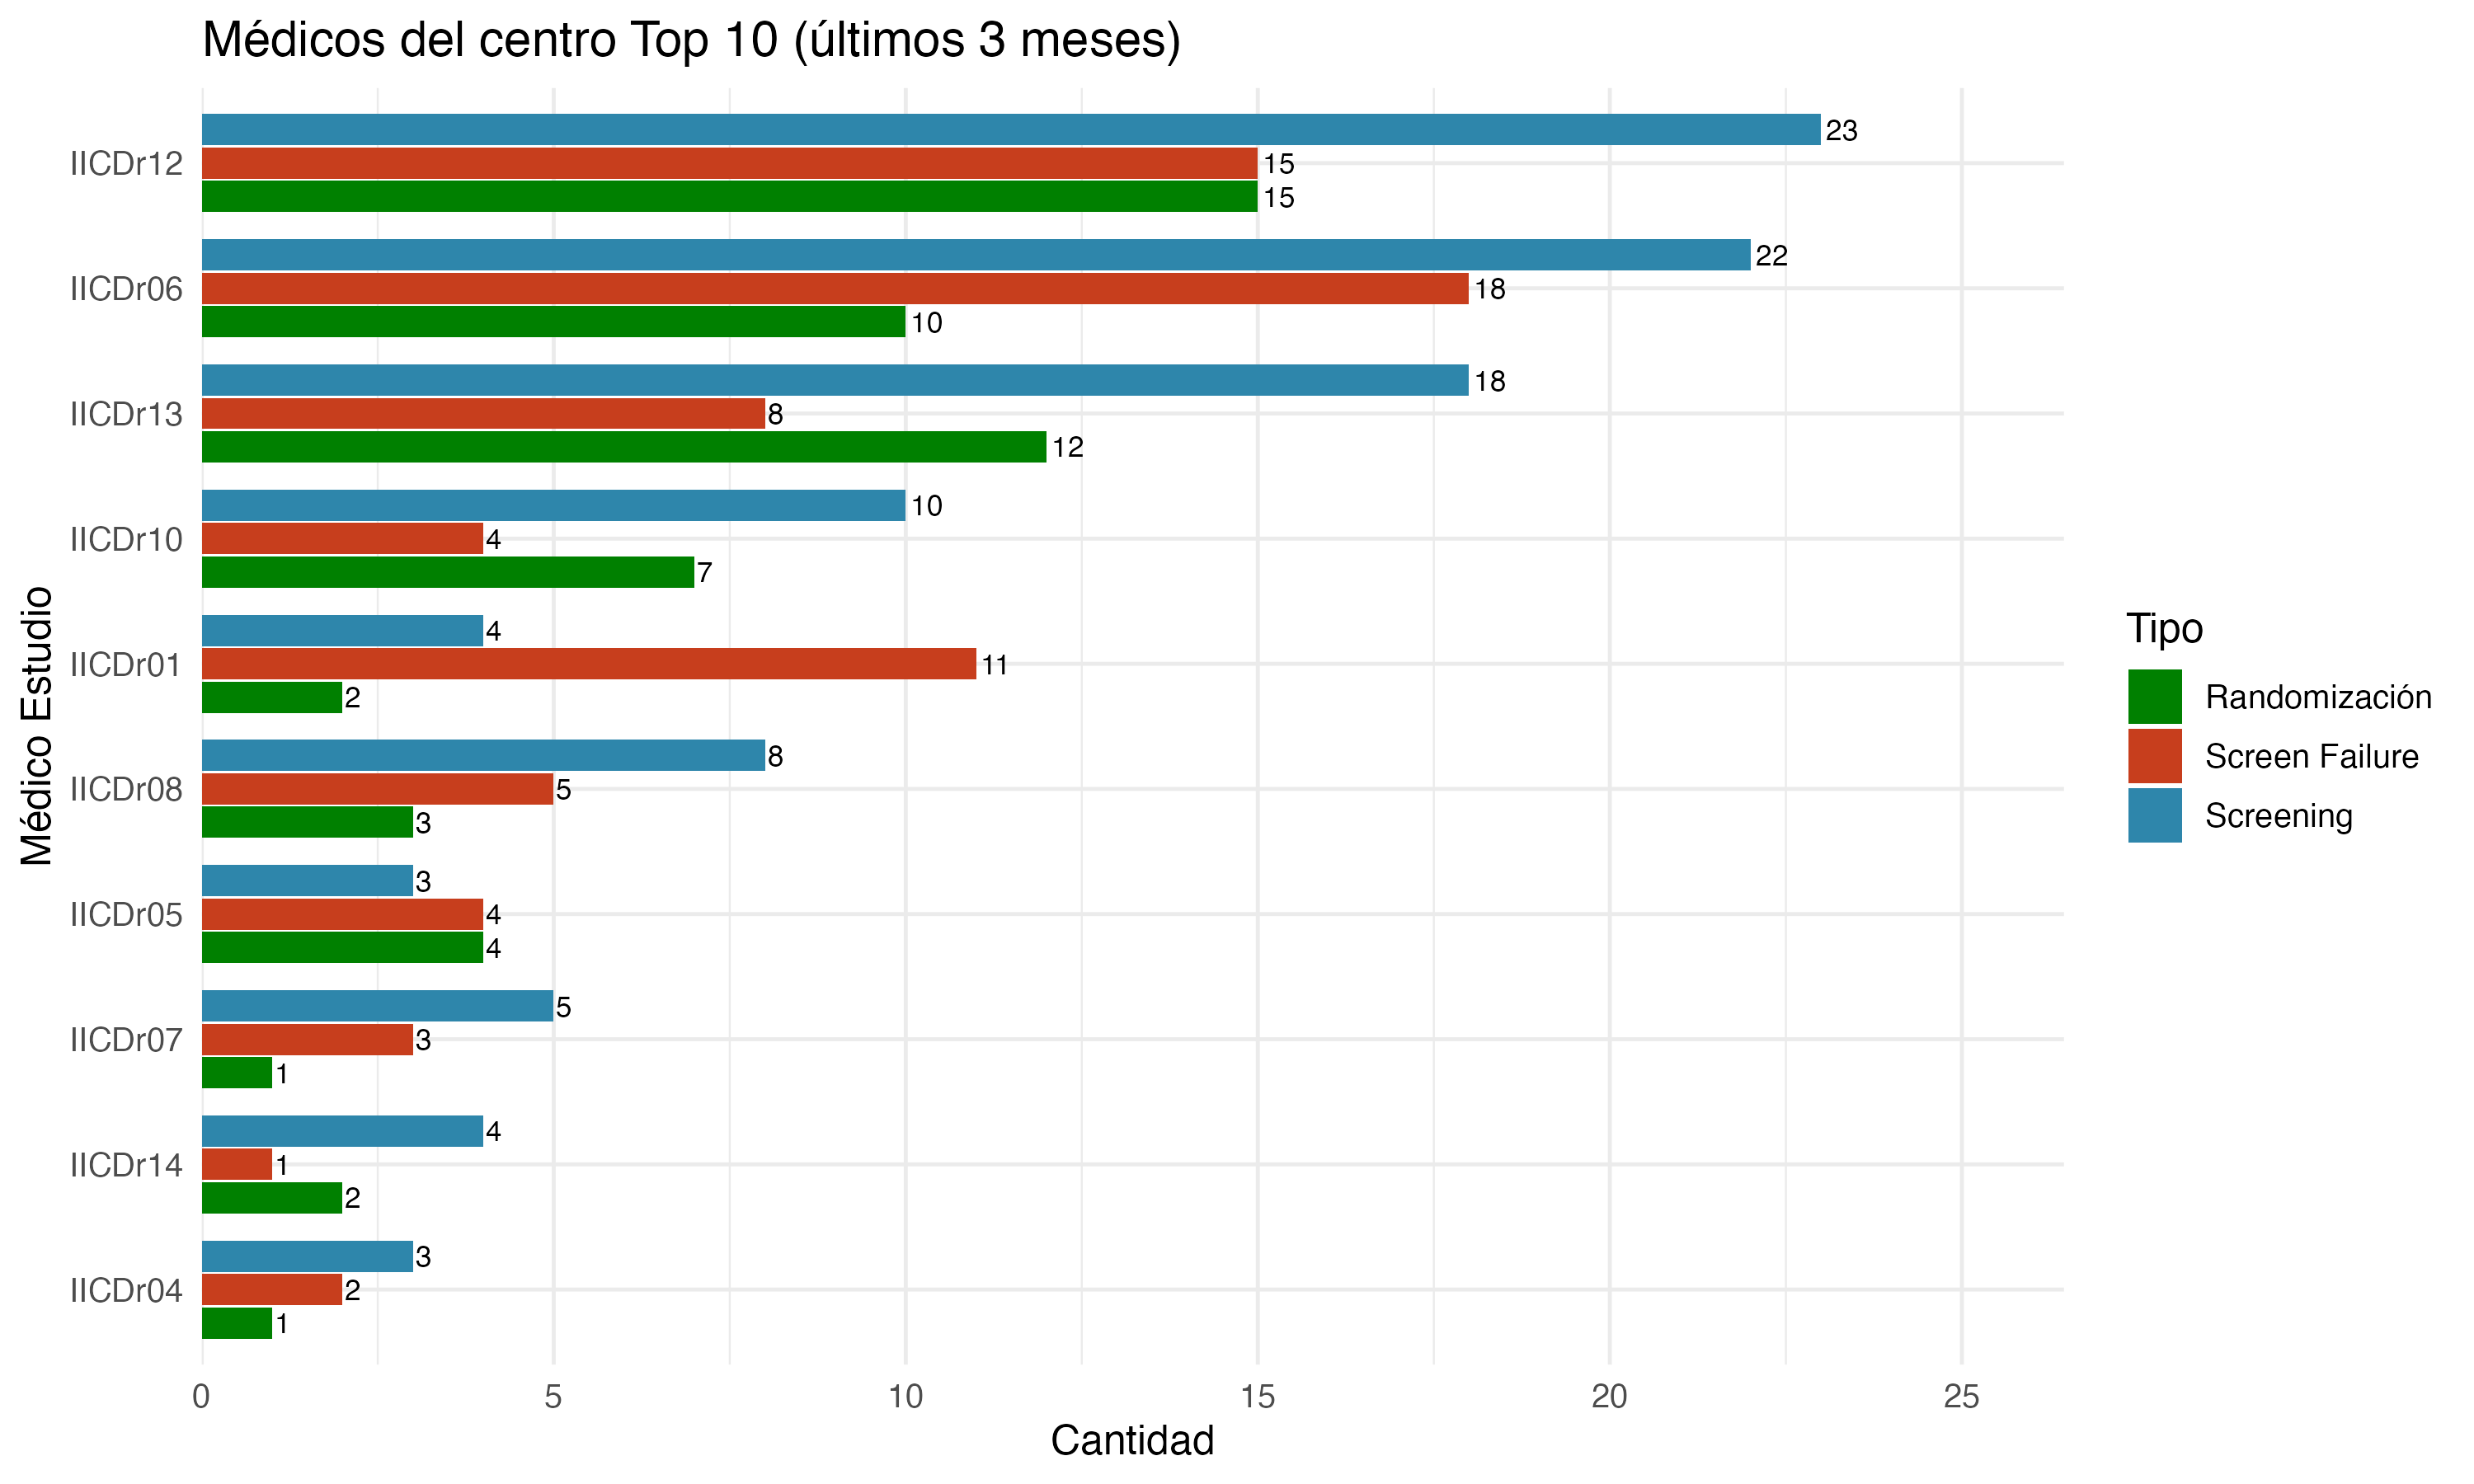 Médicos del centro Top 10 (últimos 3 meses)
Médico Estudio
IICDr12
23
15
15
IICDr06
22
18
10
IICDr13
18
8
12
IICDr10
10
4
7
IICDr01
4
11
2
IICDr08
8
5
3
IICDr05
3
4
4
IICDr07
5
3
1
IICDr14
4
1
2
IICDr04
3
2
1
0 5 10 15 20 25
Cantidad
Tipo
Randomización
Screen Failure
Screening